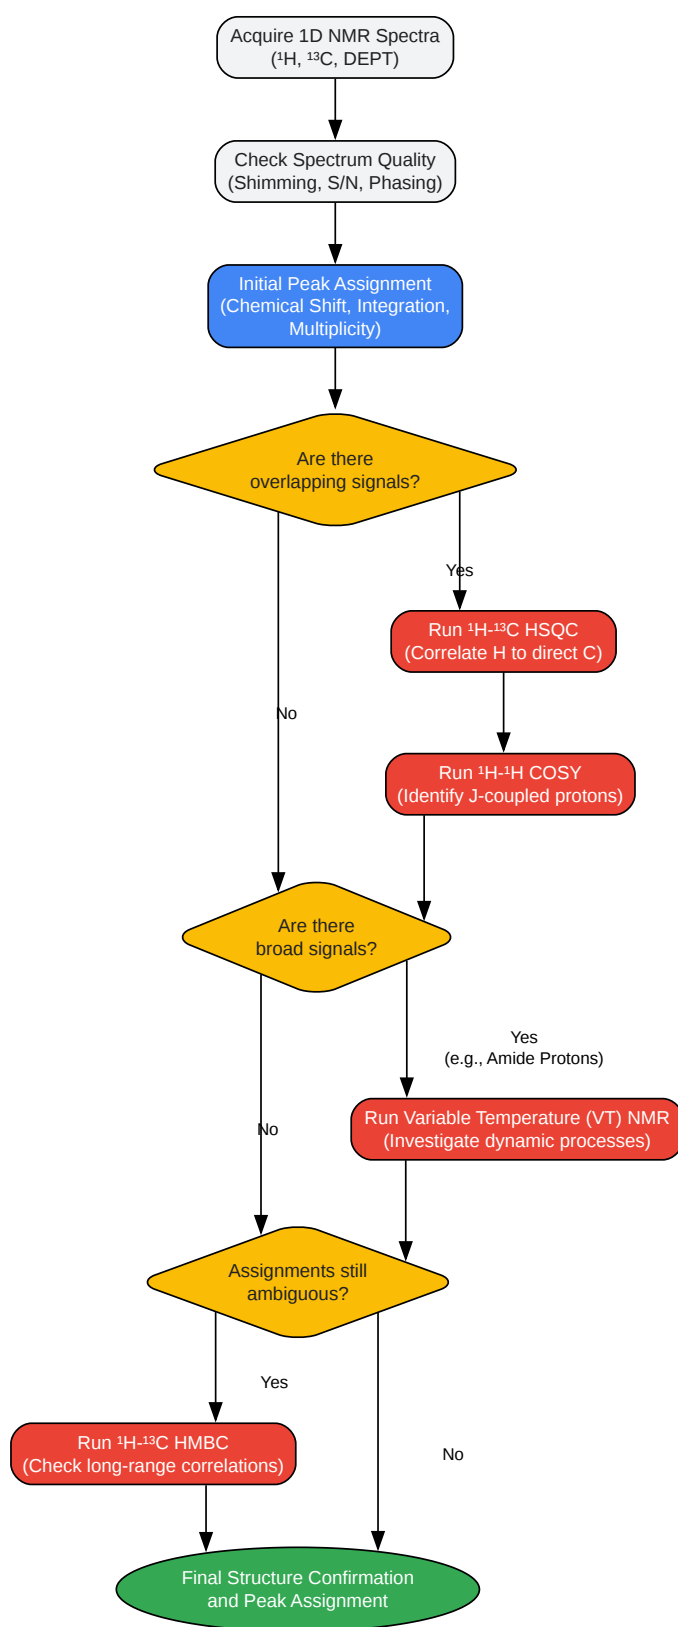 Acquire 1D NMR Spectra
(¹H, ¹³C, DEPT)
Check Spectrum Quality
(Shimming, S/N, Phasing)
Initial Peak Assignment
(Chemical Shift, Integration,
Multiplicity)
Are there
overlapping signals?
Yes
Run ¹H-¹³C HSQC
(Correlate H to direct C)
No
Run ¹H-¹H COSY
(Identify J-coupled protons)
Are there
broad signals?
Yes
(e.g., Amide Protons)
No
Run Variable Temperature (VT) NMR
(Investigate dynamic processes)
Assignments still
ambiguous?
Yes
Run ¹H-¹³C HMBC
(Check long-range correlations)
No
Final Structure Confirmation
and Peak Assignment